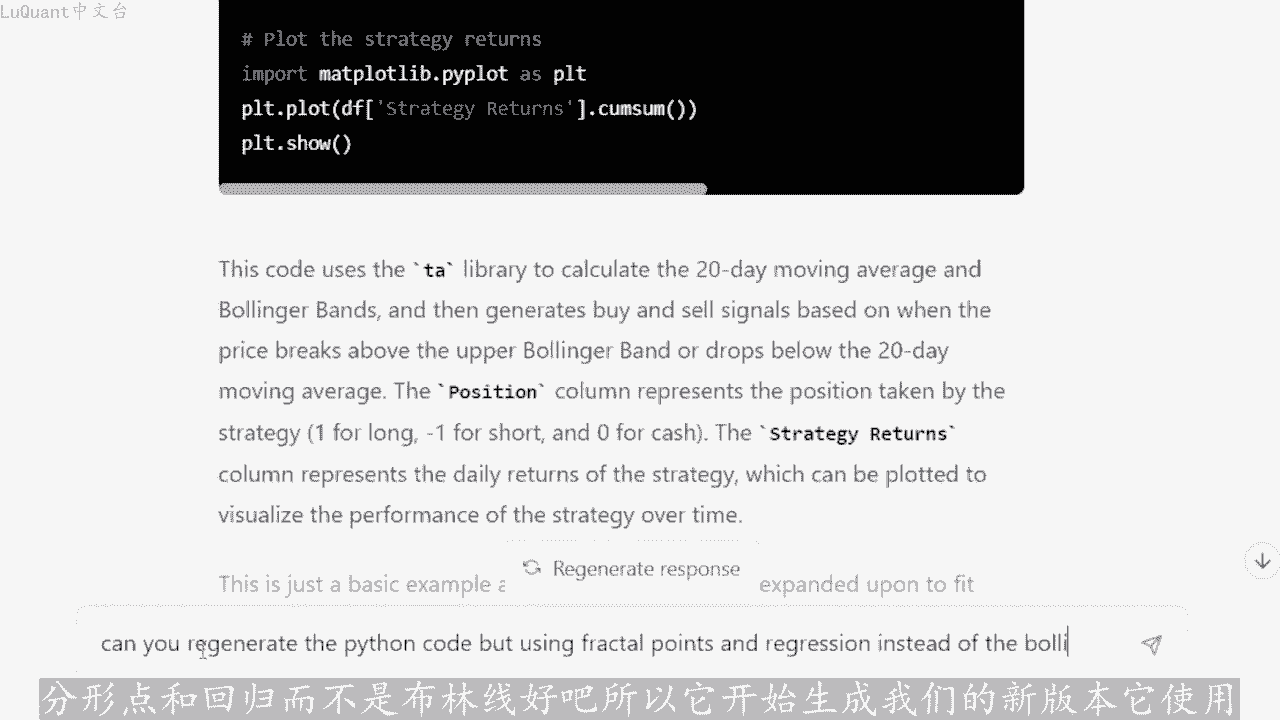 LuQuant中文台
# Plot the strategy returns
import matplotlib.pyplot as plt
plt.plot(df['Strategy Returns'].cumsum())
plt.show()
This code uses the `ta` library to calculate the 20-day moving average and
Bollinger Bands, and then generates buy and sell signals based on when the
price breaks above the upper Bollinger Band or drops below the 20-day
moving average. The `Position` column represents the position taken by the
strategy (1 for long, -1 for short, and 0 for cash). The `Strategy Returns`
column represents the daily returns of the strategy, which can be plotted to
visualize the performance of the strategy over time.
Regenerate response
This is just a basic example a expanded upon to fit
can you regenerate the python code but using fractal points and regression instead of the bolli
分形点和回归而不是布林线好吧所以它开始生成我们的新版本它使用